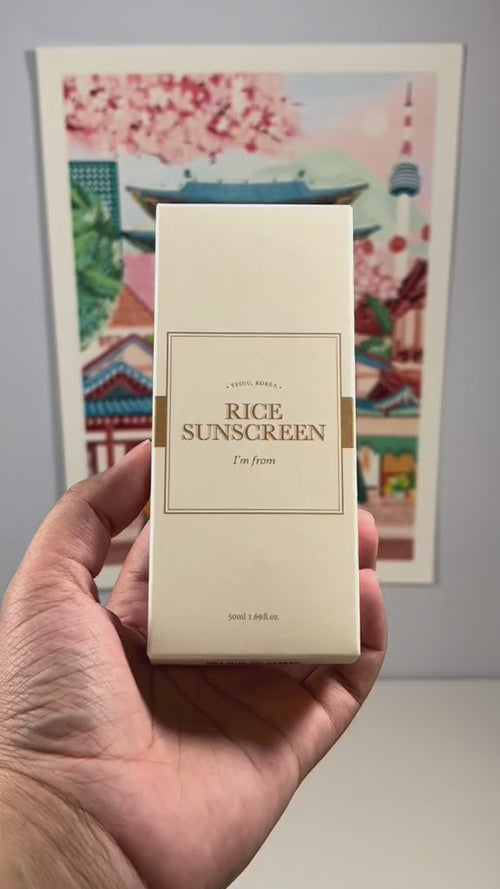 • YEOJU, KOREA •
RICE
SUNSCREEN
I'm from
50ml 1.69fl.oz.